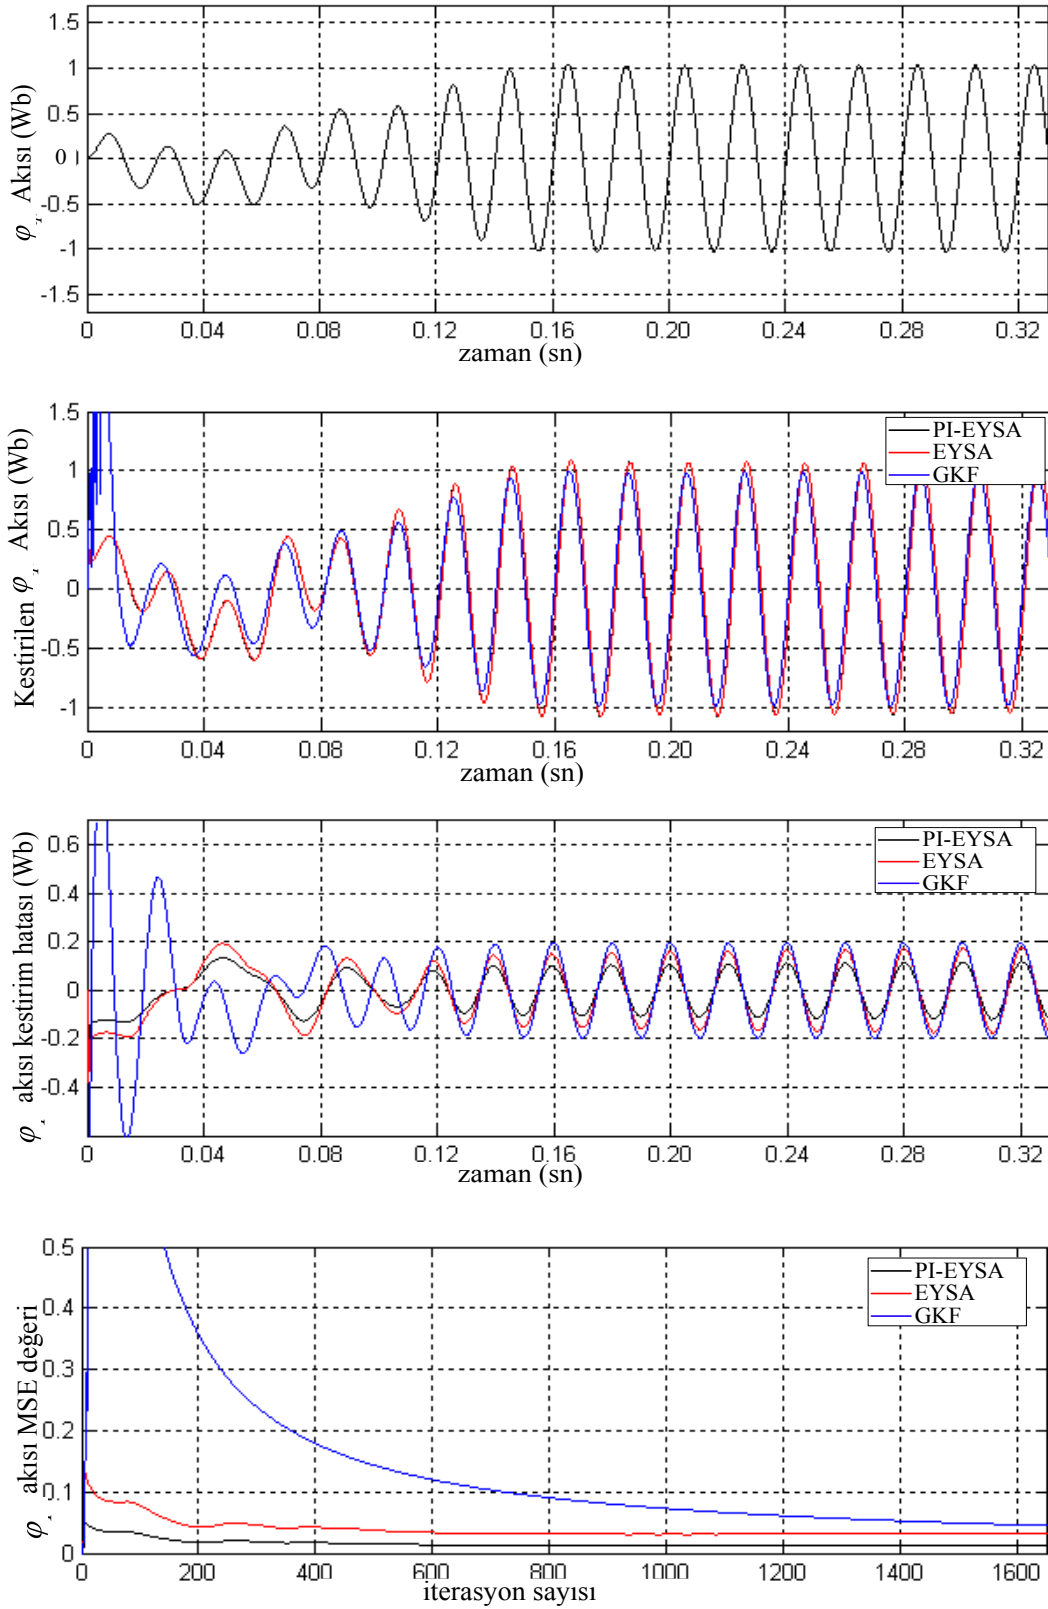 φ Akısı (Wb)
1.5
1
0.5
0
-0.5
-1
-1.5
0 0.04 0.08 0.12 0.16 0.20 0.24 0.28 0.32
zaman (sn)
Kestirilen φ Akısı (Wb)
1.5
1
0.5
0
-0.5
-1
PI-EYSA
EYSA
GKF
0 0.04 0.08 0.12 0.16 0.20 0.24 0.28 0.32
zaman (sn)
φ akısı kestirim hatası (Wb)
0.6
0.4
0.2
0
-0.2
-0.4
PI-EYSA
EYSA
GKF
0 0.04 0.08 0.12 0.16 0.20 0.24 0.28 0.32
zaman (sn)
φ akısı MSE değeri
0.5
0.4
0.3
0.2
0.1
0
PI-EYSA
EYSA
GKF
0 200 400 600 800 1000 1200 1400 1600
iterasyon sayısı